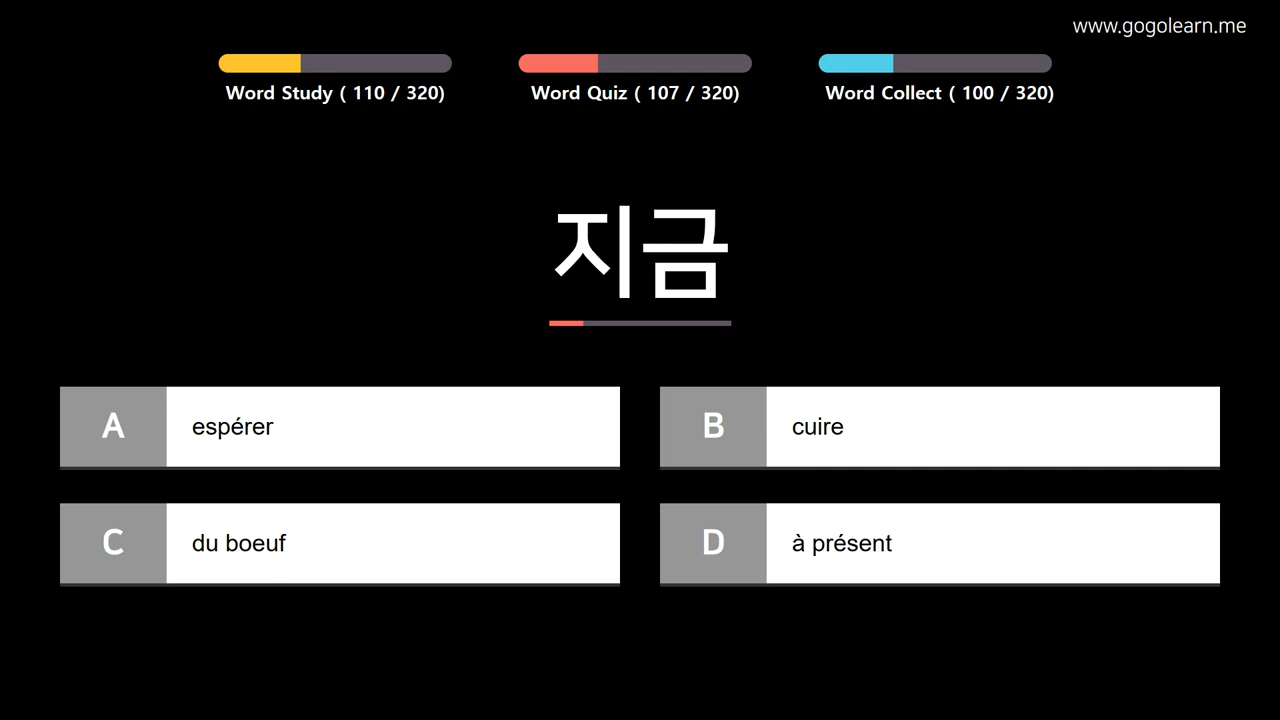 www.gogolearn.me
Word Study ( 110 / 320)
Word Quiz ( 107 / 320)
Word Collect ( 100 / 320)
지금
A
espérer
B
cuire
C
du boeuf
D
à présent